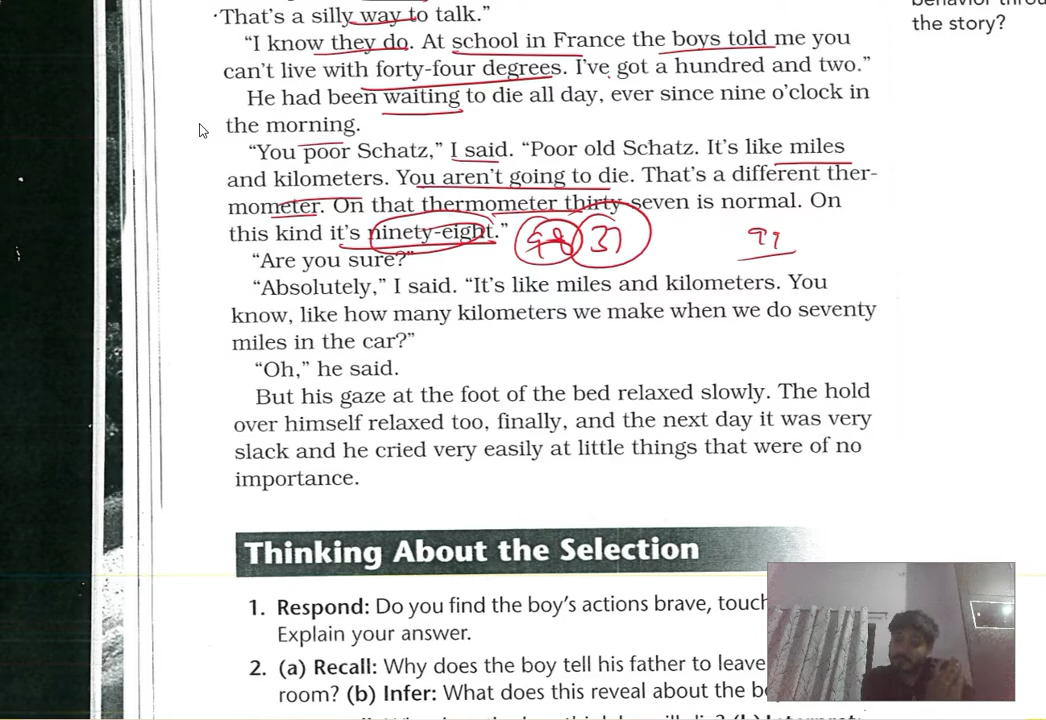 That's a silly way to talk."
"I know they do. At school in France the boys told me you
can't live with forty-four degrees. I've got a hundred and two."
He had been waiting to die all day, ever since nine o'clock in
the morning.
"You poor Schatz," I said. "Poor old Schatz. It's like miles
and kilometers. You aren't going to die. That's a different ther-
mometer. On that thermometer thirty-seven is normal. On
this kind it's ninety-eight."
98 37
"Are you sure?"
"Absolutely," I said. "It's like miles and kilometers. You
know, like how many kilometers we make when we do seventy
miles in the car?"
"Oh," he said.
But his gaze at the foot of the bed relaxed slowly. The hold
over himself relaxed too, finally, and the next day it was very
slack and he cried very easily at little things that were of no
importance.
the story?
Thinking About the Selection
1. Respond: Do you find the boy's actions brave,
Explain your answer.
2. (a) Recall: Why does the boy tell his father to leave
room? (b) Infer: What does this reveal about the